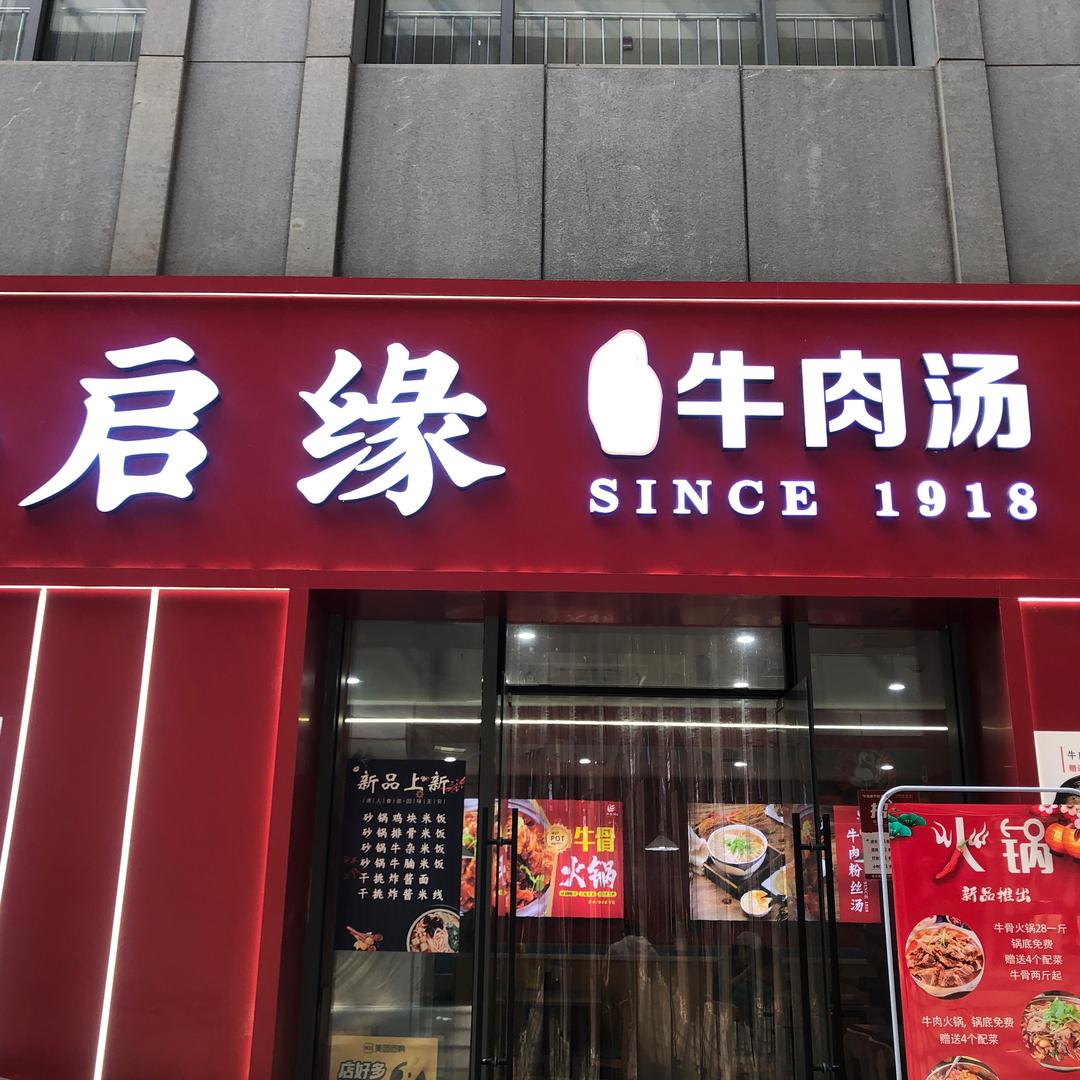 启缘
牛肉汤
SINCE 1918
新品上新
砂锅鸡块米饭
砂锅排骨米饭
砂锅牛杂米饭
砂锅牛腩米饭
干挑炸酱面
干挑炸酱米线
POT
牛骨
火锅
牛肉粉丝汤
火锅
新品推出
牛骨火锅28一斤
锅底免费
赠送4个配菜
牛骨两斤起
牛肉火锅,锅底免费
赠送4个配菜
店好多